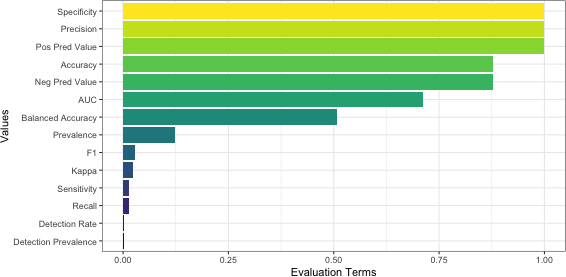 Specificity
Precision
Pos Pred Value
Accuracy
Neg Pred Value
AUC
Balanced Accuracy
Prevalence
F1
Kappa
Sensitivity
Recall
Detection Rate
Detection Prevalence
Values
0.00 0.25 0.50 0.75 1.00
Evaluation Terms